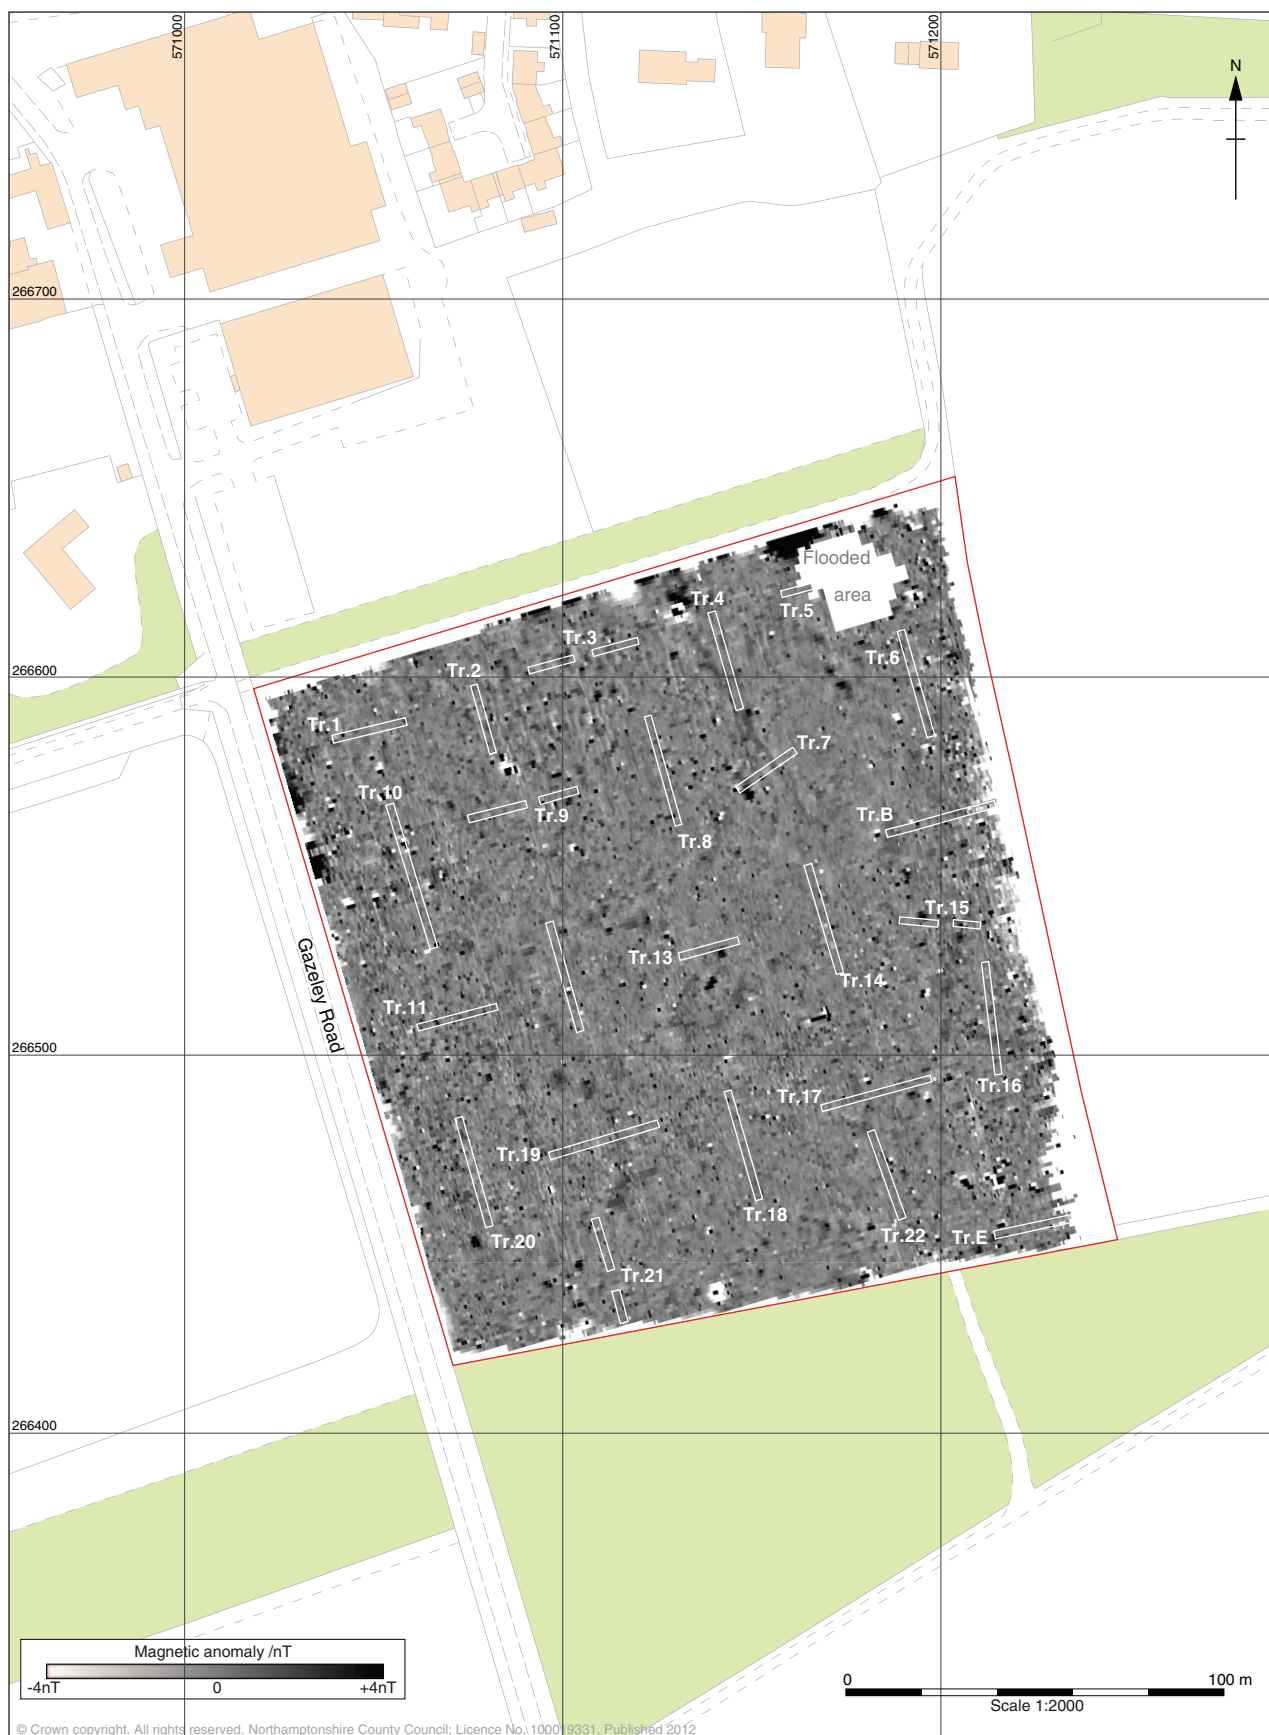 571000
571100
571200
N
266700
Flooded
area
Tr.4
Tr.5
Tr.3
Tr.6
Tr.2
266600
Tr.1
Tr.7
Tr.10
Tr.9
Tr.B
Tr.8
Tr.15
Tr.13
Tr.14
Gazeley Road
Tr.11
266500
Tr.16
Tr.17
Tr.19
Tr.18
Tr.22
Tr.E
Tr.20
Tr.21
266400
Magnetic anomaly /nT
-4nT 0 +4nT
0 100 m
Scale 1:2000
© Crown copyright. All rights reserved. Northamptonshire County Council: Licence No. 100019331. Published 2012